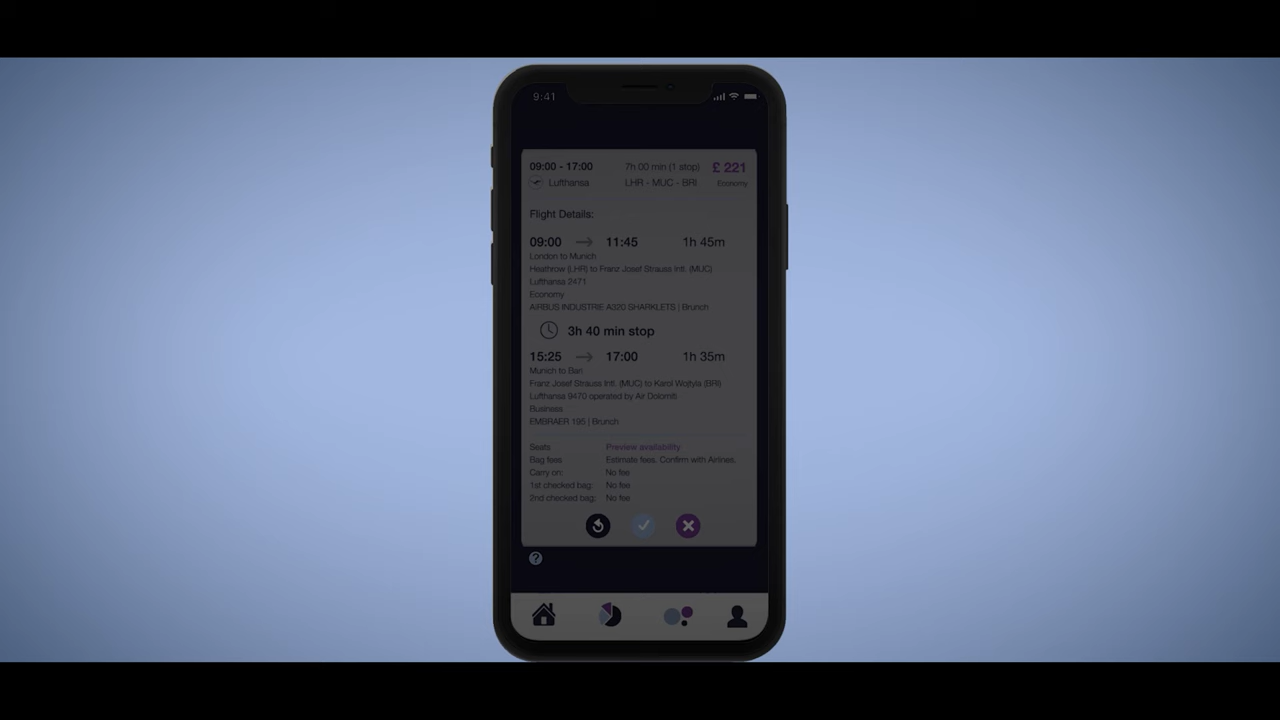 9:41
09:00 - 17:00 7h 00 min (1 stop) £ 221
Lufthansa LHR - MUC - BRI Economy
Flight Details:
09:00 → 11:45 1h 45m
London to Munich
Heathrow (LHR) to Franz Josef Strauss Intl. (MUC)
Lufthansa 2471
Economy
AIRBUS INDUSTRIE A320 SHARKLETS | Brunch
3h 40 min stop
15:25 → 17:00 1h 35m
Munich to Bari
Franz Josef Strauss Intl. (MUC) to Karol Wojtyla (BRI)
Lufthansa 9470 operated by Air Dolomiti
Business
EMBRAER 195 | Brunch
Seats Preview availability
Bag fees Estimate fees. Confirm with Airlines.
Carry on: No fee
1st checked bag: No fee
2nd checked bag: No fee
?